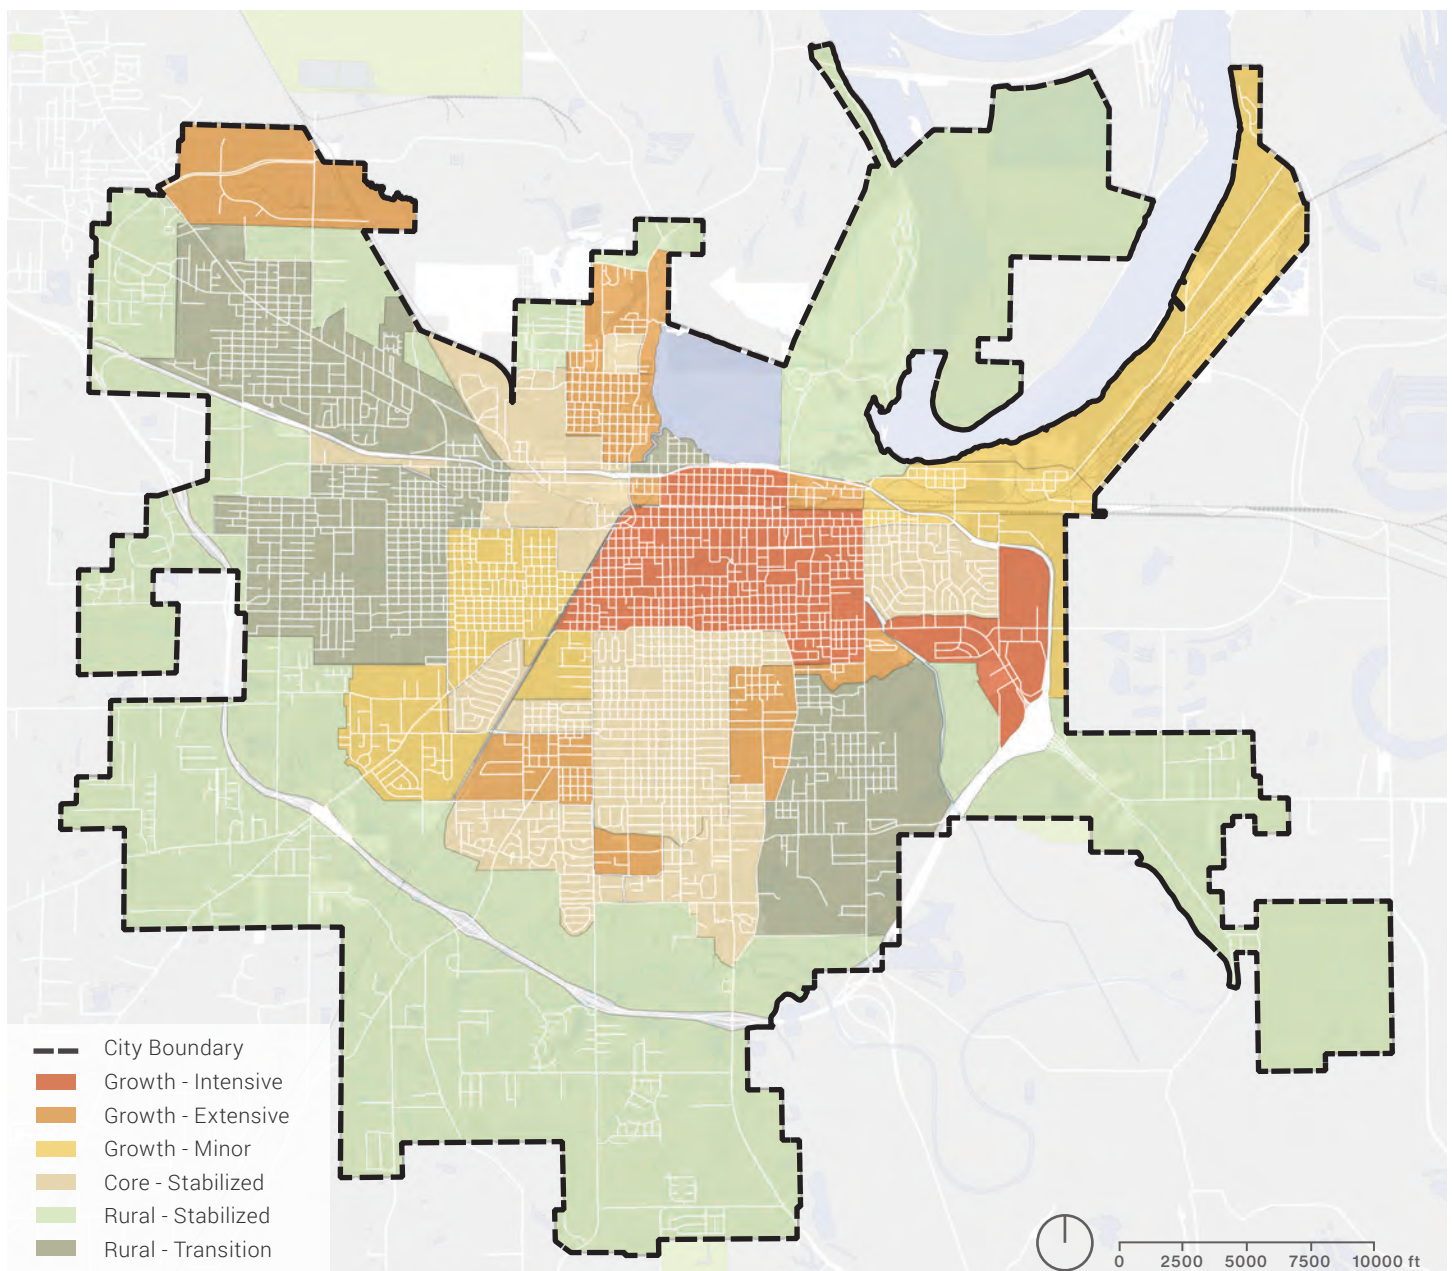 City Boundary
Growth - Intensive
Growth - Extensive
Growth - Minor
Core - Stabilized
Rural - Stabilized
Rural - Transition
0 2500 5000 7500 10000 ft